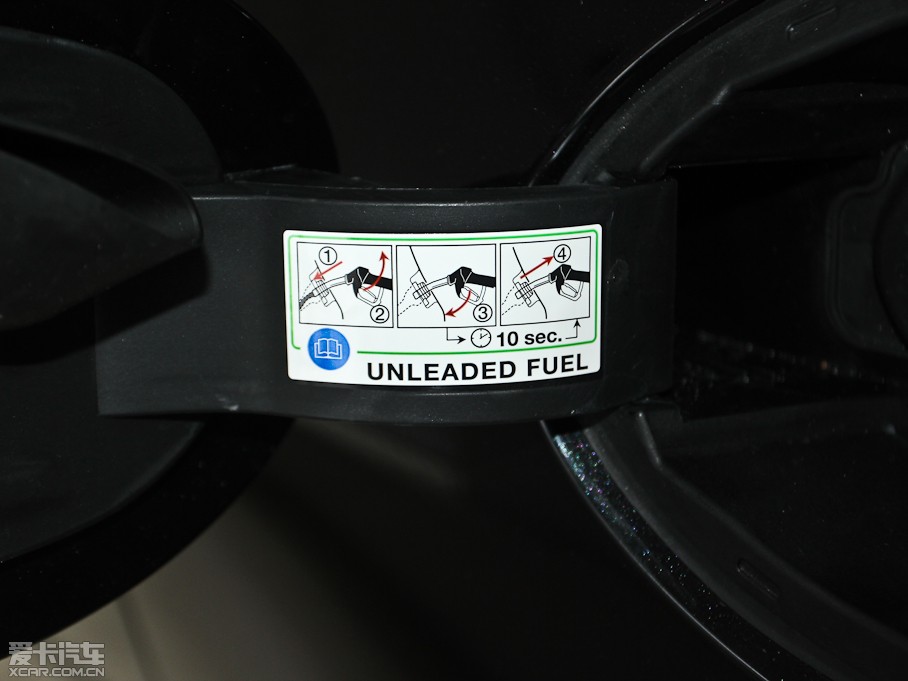 ①
②
③
④
10 sec.
UNLEADED FUEL
爱卡汽车
XCAR.COM.CN